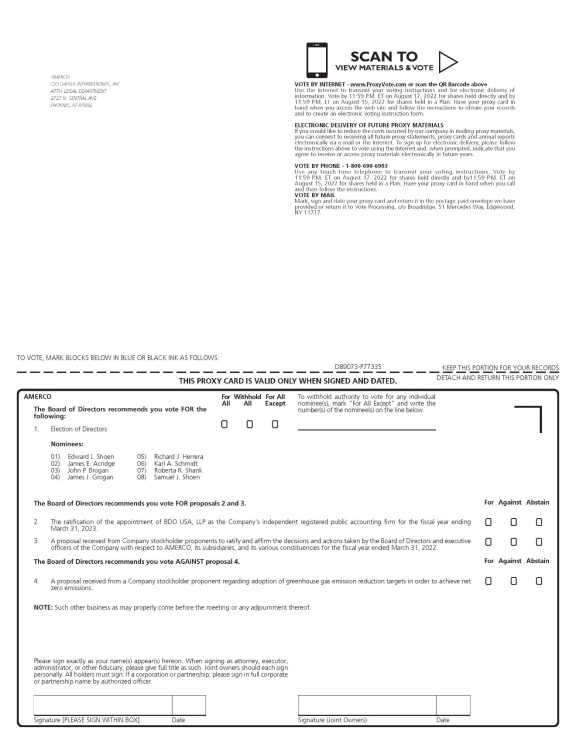 SCAN TO
VIEW MATERIALS & VOTE
AMERCO
C/O U-HAUL INTERNATIONAL, INC
ATTN: LEGAL DEPARTMENT
2727 N. CENTRAL AVE
PHOENIX,
VOTE BY INTERNET - www.ProxyVote.com or scan the QR Barcode above
Use the Internet to transmit your voting instructions and for electronic delivery of
information. Vote by 11:59 P.M. ET on August 17, 2022 for shares held directly and by
11:59 P.M. ET on August 15, 2022 for shares held in a Plan. Have your proxy card in
hand when you access the web site and follow the instructions to obtain your records
and to create an electronic voting instruction form.
ELECTRONIC DELIVERY OF FUTURE PROXY MATERIALS
If you would like to reduce the costs incurred by our company in mailing proxy materials,
you can consent to receiving all future proxy statements, proxy cards and annual reports
electronically via e-mail or the Internet. To sign up for electronic delivery, please follow
the instructions above to vote using the Internet and, when prompted, indicate that you
agree to receive or access proxy materials electronically in future years.
VOTE BY PHONE - 1-800-690-6903
Use any touch tone telephone to transmit your voting instructions. Vote by
11:59 P.M. ET on August 17, 2022 for shares held directly and by11:59 P.M. ET on
August 15, 2022 for shares held in a Plan. Have your proxy card in hand when you call
and then follow the instructions.
VOTE BY MAIL
Mark, sign and date your proxy card and return it in the postage-paid envelope we have
provided or return it to Vote Processing, c/o Broadridge, 51 Mercedes Way, Edgewood,
NY 11717.
TO VOTE, MARK BLOCKS BELOW IN BLUE OR BLACK INK AS FOLLOWS:
D89073-P77335
KEEP THIS PORTION FOR YOUR RECORDS
DETACH AND RETURN THIS PORTION ONLY
THIS PROXY CARD IS VALID ONLY WHEN SIGNED AND DATED.
AMERCO
The Board of Directors recommends you vote FOR the
following:
For All Withhold All For All Except
To withhold authority to vote for any individual
nominee(s), mark "For All Except" and write the
number(s) of the nominee(s) on the line below.
1. Election of Directors
Nominees:
01) Edward J. Shoen 05) Richard J. Herrera
02) James E. Acridge 06) Karl A. Schmidt
03) John P. Brogan 07) Roberta R. Shank
04) James J. Grogan 08) Samuel J. Shoen
The Board of Directors recommends you vote FOR proposals 2 and 3. For Against Abstain
2. The ratification of the appointment of BDO USA, LLP as the Company's independent registered public accounting firm for the fiscal year ending
March 31, 2023.
3. A proposal received from Company stockholder proponents to ratify and affirm the decisions and actions taken by the Board of Directors and executive
officers of the Company with respect to AMERCO, its subsidiaries, and its various constituencies for the fiscal year ended March 31, 2022.
The Board of Directors recommends you vote AGAINST proposal 4. For Against Abstain
4. A proposal received from a Company stockholder proponent regarding adoption of greenhouse gas emission reduction targets in order to achieve net
zero emissions.
NOTE: Such other business as may properly come before the meeting or any adjournment thereof.
Please sign exactly as your name(s) appear(s) hereon. When signing as attorney, executor,
administrator, or other fiduciary, please give full title as such. Joint owners should each sign
personally. All holders must sign. If a corporation or partnership, please sign in full corporate
or partnership name by authorized officer.
Signature [PLEASE SIGN WITHIN BOX] Date
Signature (Joint Owners) Date